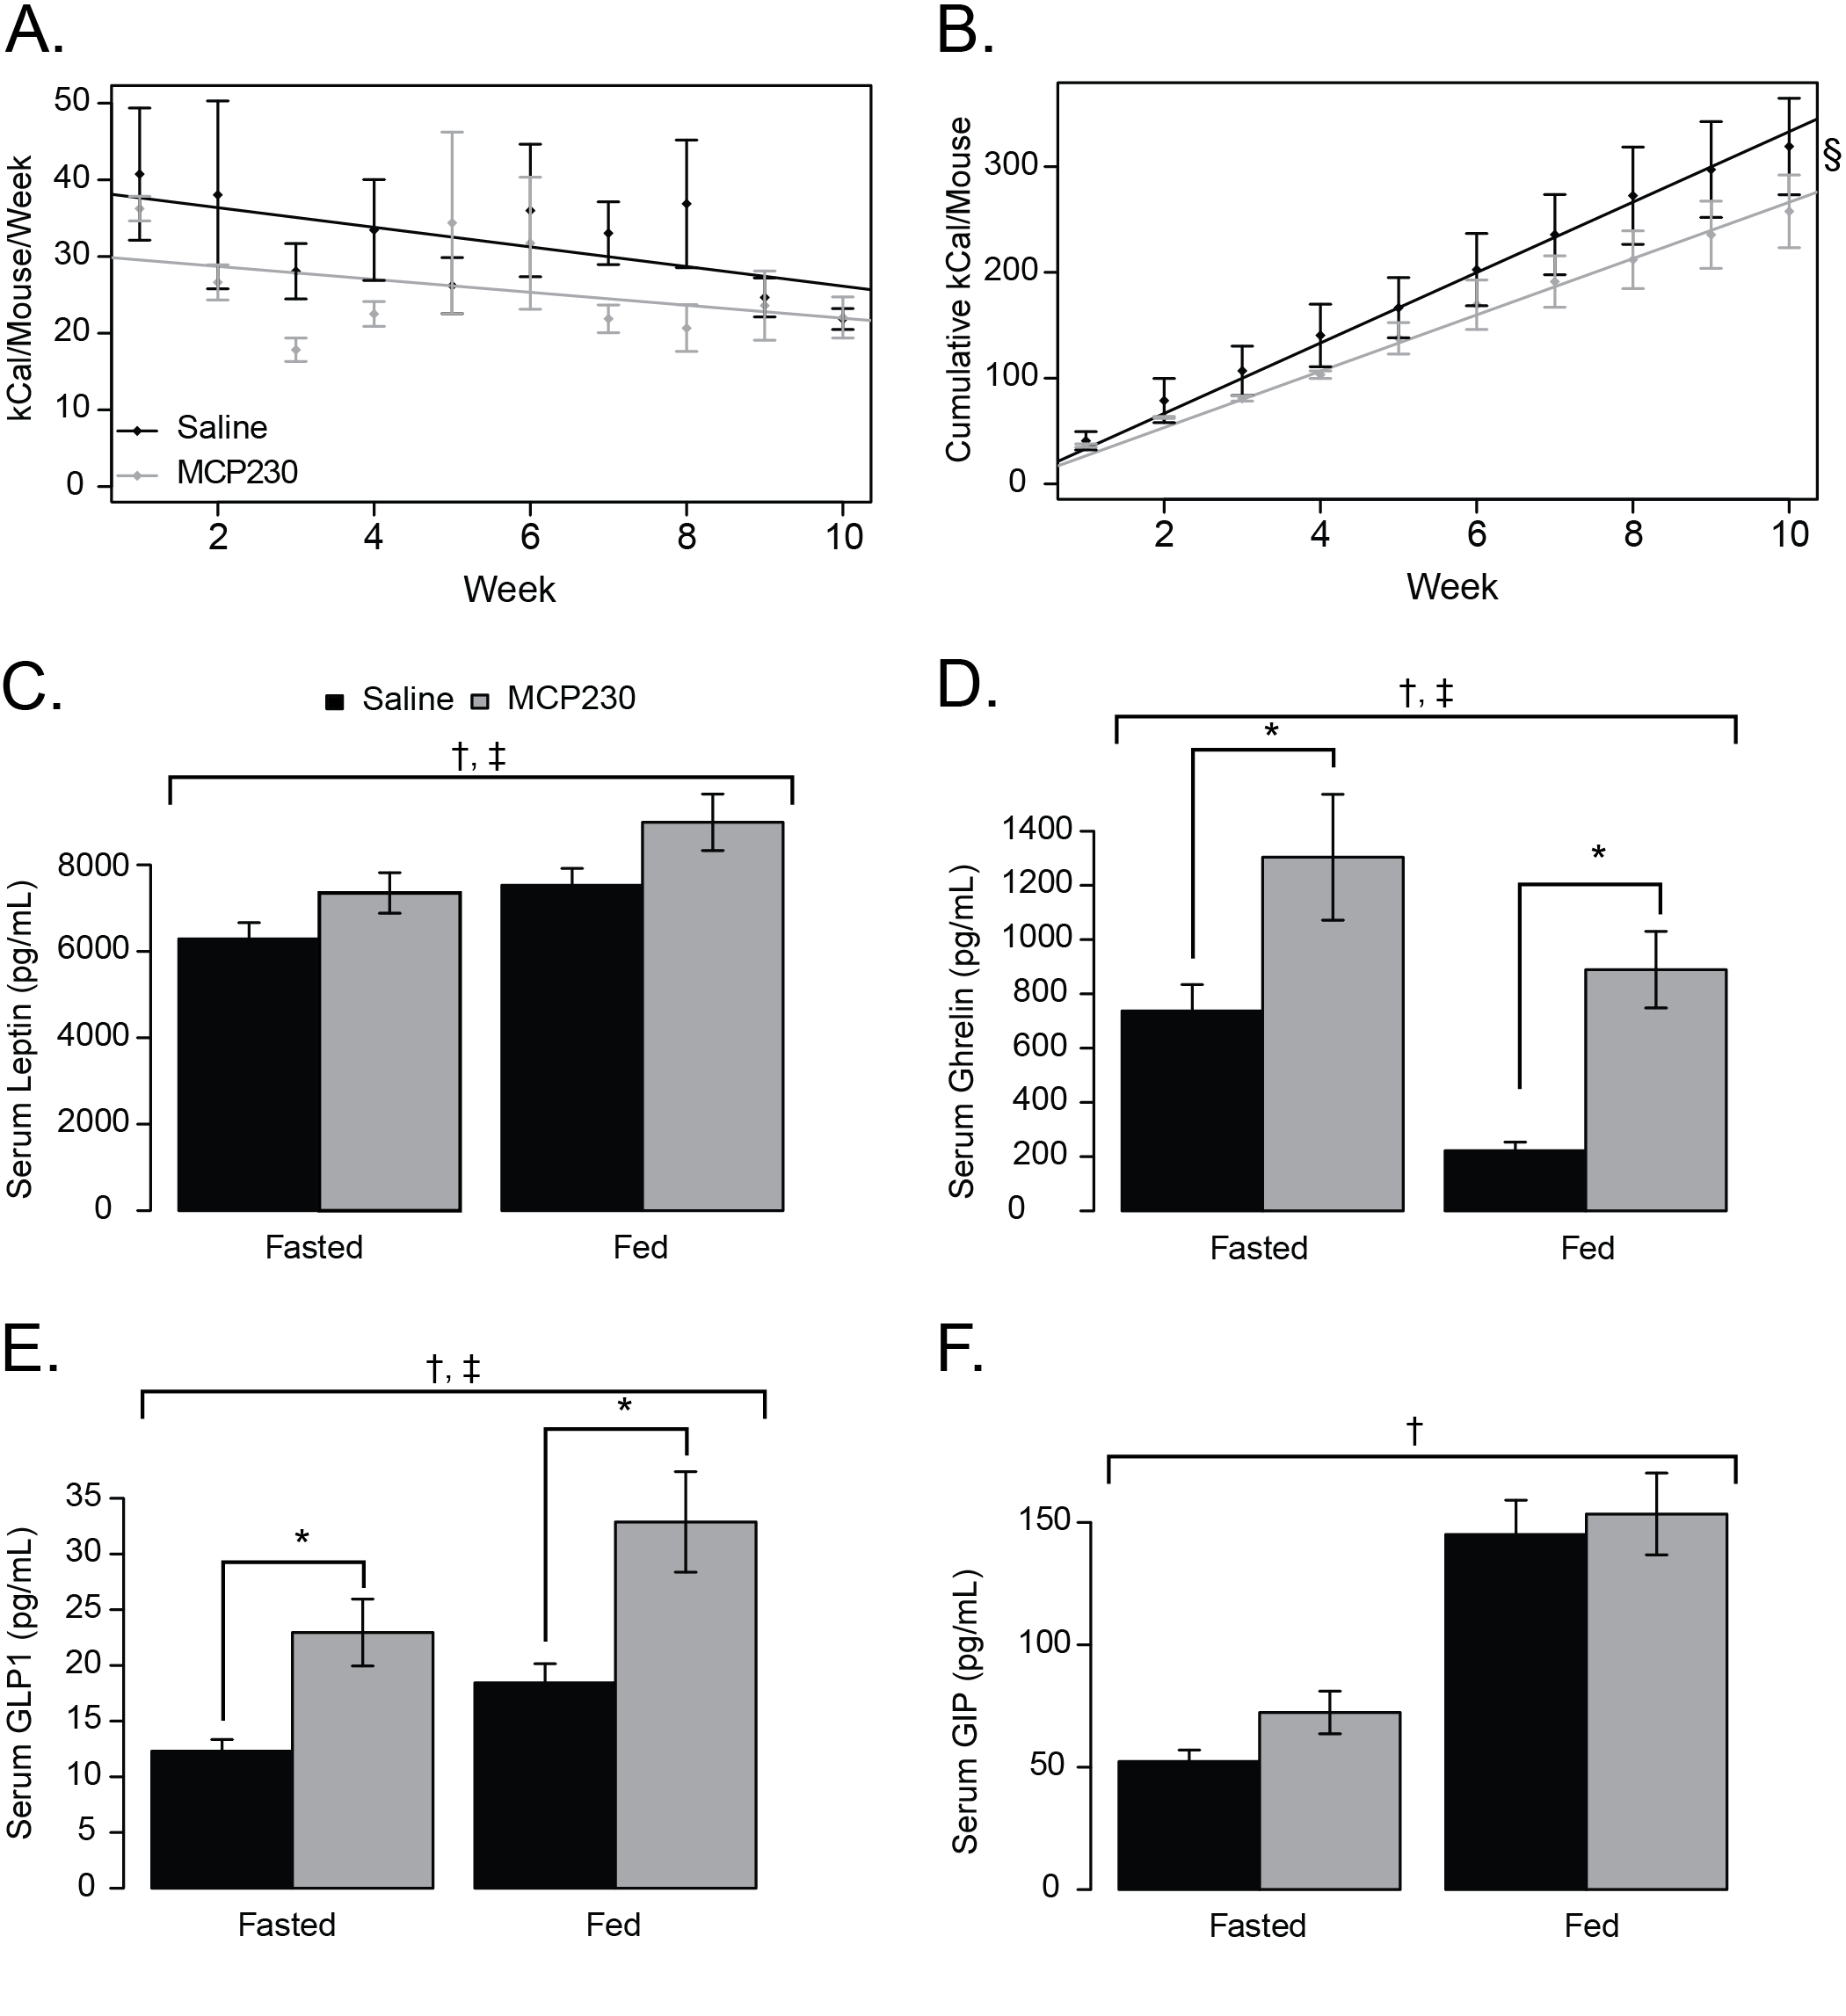 A.
kCal/Mouse/Week
50
40
30
20
10
0
Saline
MCP230
2 4 6 8 10
Week
B.
Cumulative kCal/Mouse
300
200
100
0
§
2 4 6 8 10
Week
C.
Saline MCP230
†, ‡
Serum Leptin (pg/mL)
8000
6000
4000
2000
0
Fasted Fed
D.
†, ‡
*
*
Serum Ghrelin (pg/mL)
1400
1200
1000
800
600
400
200
0
Fasted Fed
E.
†, ‡
*
*
Serum GLP1 (pg/mL)
35
30
25
20
15
10
5
0
Fasted Fed
F.
†
Serum GIP (pg/mL)
150
100
50
0
Fasted Fed